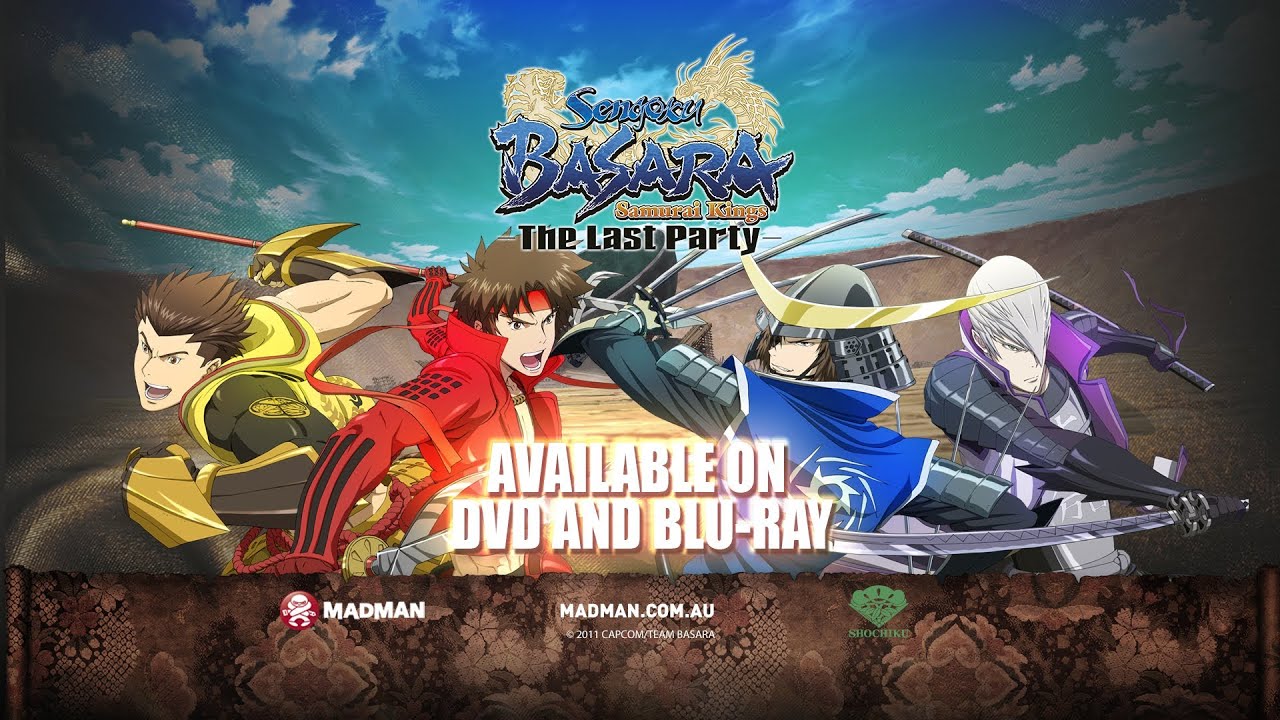 Sengoku
BASARA
Samurai Kings
The Last Party
AVAILABLE ON
DVD AND BLU-RAY
MADMAN
MADMAN.COM.AU
© 2011 CAPCOM/TEAM BASARA
SHOCHIKU